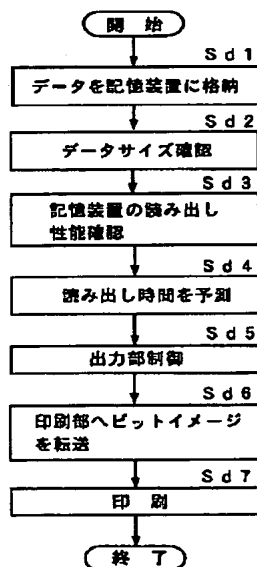 開 始
Sd1
データを記憶装置に格納
Sd2
データサイズ確認
Sd3
記憶装置の読み出し
性能確認
Sd4
読み出し時間を予測
Sd5
出力部制御
Sd6
印刷部へビットイメージ
を転送
Sd7
印 刷
終 了